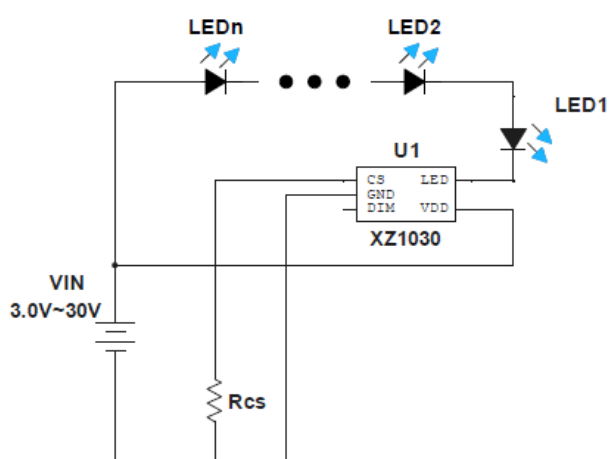 LEDn
LED2
LED1
U1
CS LED
GND
DIM VDD
XZ1030
VIN
3.0V~30V
Rcs